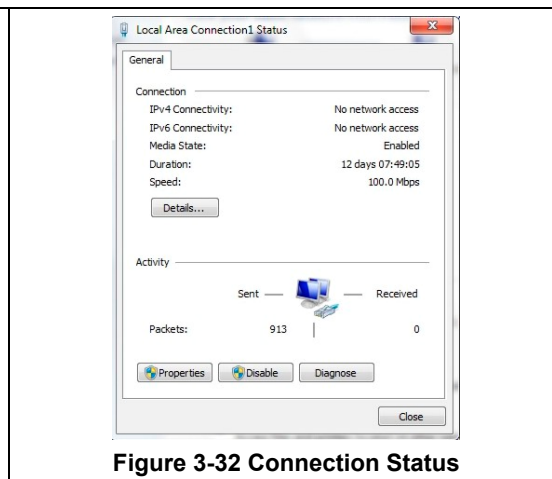 Local Area Connection1 Status
General
Connection
IPv4 Connectivity: No network access
IPv6 Connectivity: No network access
Media State: Enabled
Duration: 12 days 07:49:05
Speed: 100.0 Mbps
Details...
Activity
Sent Received
Packets: 913 0
Properties Disable Diagnose
Close
Figure 3-32 Connection Status